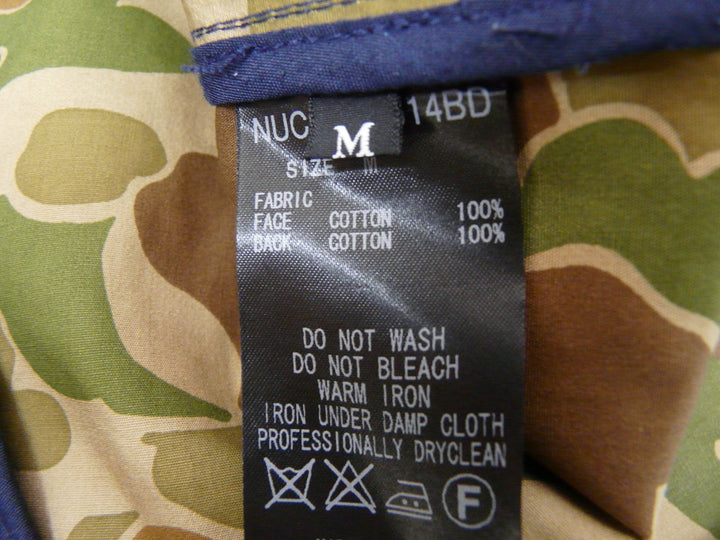 NUC 14BD
M
SIZE M
FABRIC
FACE COTTON 100%
BACK COTTON 100%
DO NOT WASH
DO NOT BLEACH
WARM IRON
IRON UNDER DAMP CLOTH
PROFESSIONALLY DRYCLEAN
F